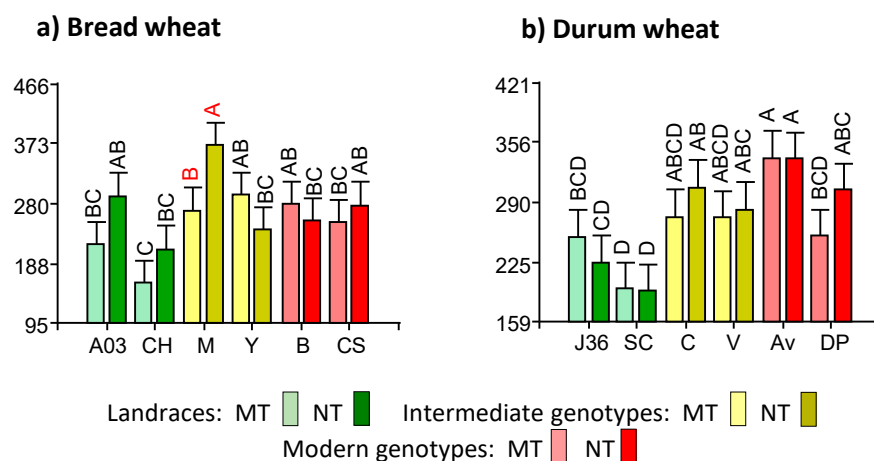 a) Bread wheat
466
373
280
188
95
BC
AB
C
BC
B
A
AB
BC
AB
BC
BC
AB
A03 CH M Y B CS
b) Durum wheat
421
356
290
225
159
BCD
CD
D
D
ABCD
AB
ABCD
ABC
A
A
BCD
ABC
J36 SC C V Av DP
Landraces: MT NT Intermediate genotypes: MT NT
Modern genotypes: MT NT